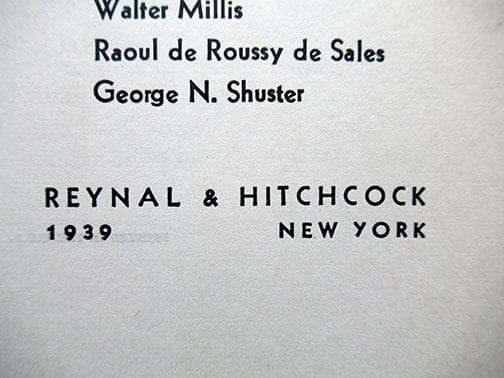 Walter Millis
Raoul de Roussy de Sales
George N. Shuster
REYNAL & HITCHCOCK
1939 NEW YORK